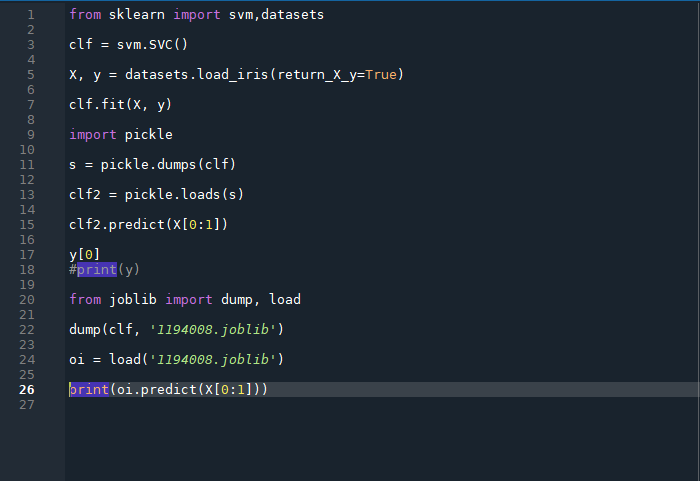 1 from sklearn import svm,datasets
2
3 clf = svm.SVC()
4
5 X, y = datasets.load_iris(return_X_y=True)
6
7 clf.fit(X, y)
8
9 import pickle
10
11 s = pickle.dumps(clf)
12
13 clf2 = pickle.loads(s)
14
15 clf2.predict(X[0:1])
16
17 y[0]
18 #print(y)
19
20 from joblib import dump, load
21
22 dump(clf, '1194008.joblib')
23
24 oi = load('1194008.joblib')
25
26 print(oi.predict(X[0:1]))
27